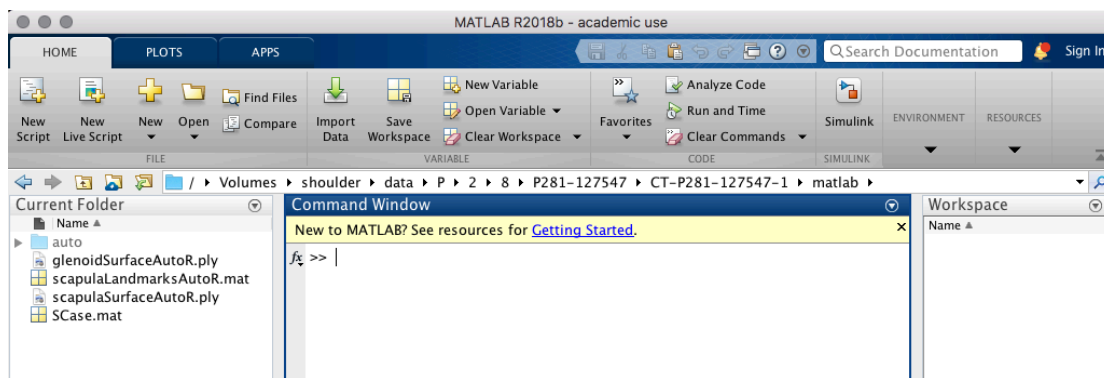 MATLAB R2018b - academic use
HOME PLOTS APPS Search Documentation Sign In
New Script
New Live Script
New
Open
Find Files
Compare
FILE
Import Data
Save Workspace
New Variable
Open Variable
Clear Workspace
VARIABLE
Favorites
Analyze Code
Run and Time
Clear Commands
CODE
Simulink
SIMULINK
ENVIRONMENT
RESOURCES
/ ▸ Volumes ▸ shoulder ▸ data ▸ P ▸ 2 ▸ 8 ▸ P281-127547 ▸ CT-P281-127547-1 ▸ matlab ▸
Current Folder
Name
auto
glenoidSurfaceAutoR.ply
scapulaLandmarksAutoR.mat
scapulaSurfaceAutoR.ply
SCase.mat
Command Window
New to MATLAB? See resources for Getting Started.
fx >>
Workspace
Name